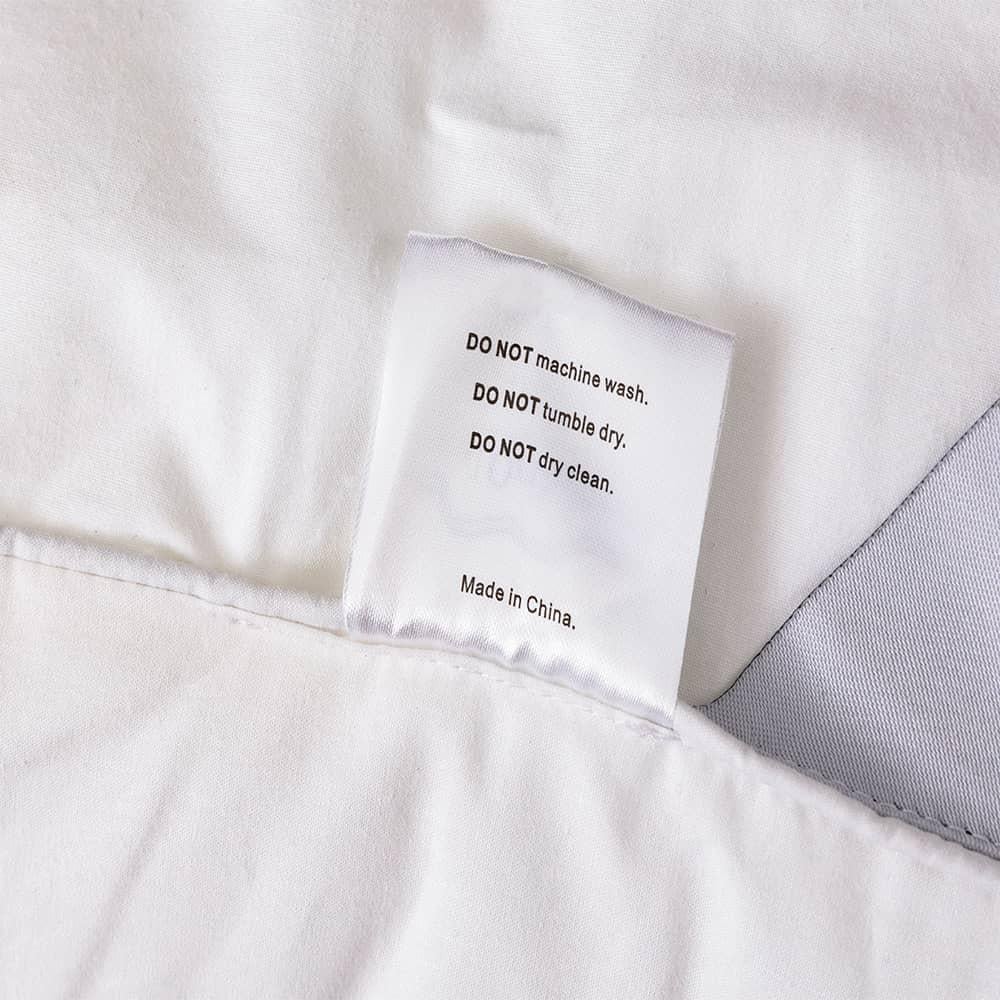 DO NOT machine wash.
DO NOT tumble dry.
DO NOT dry clean.
Made in China.